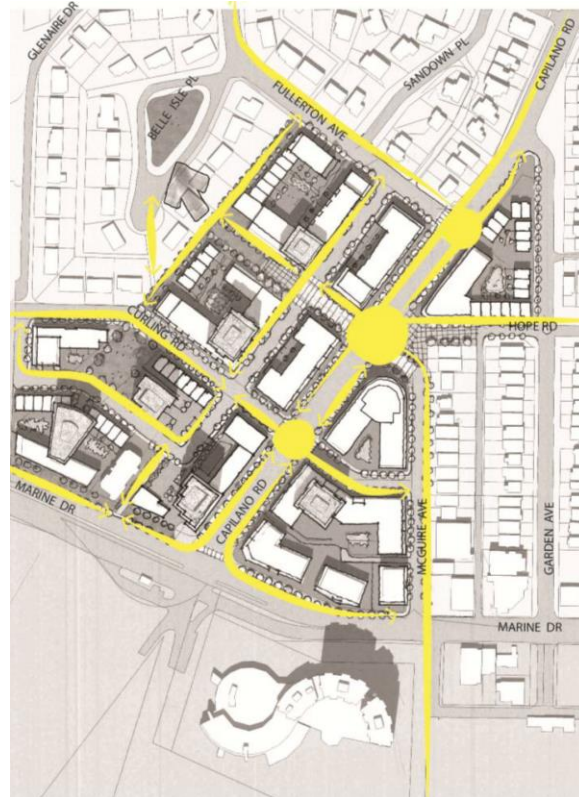 GLENAIRE DR
CAPILANO RD
SANDOWN PL
FULLERTON AVE
BELLE ISLE PL
CURLING RD
HOPE RD
MARINE DR
CAPILANO RD
MCGUIRE AVE
GARDEN AVE
MARINE DR